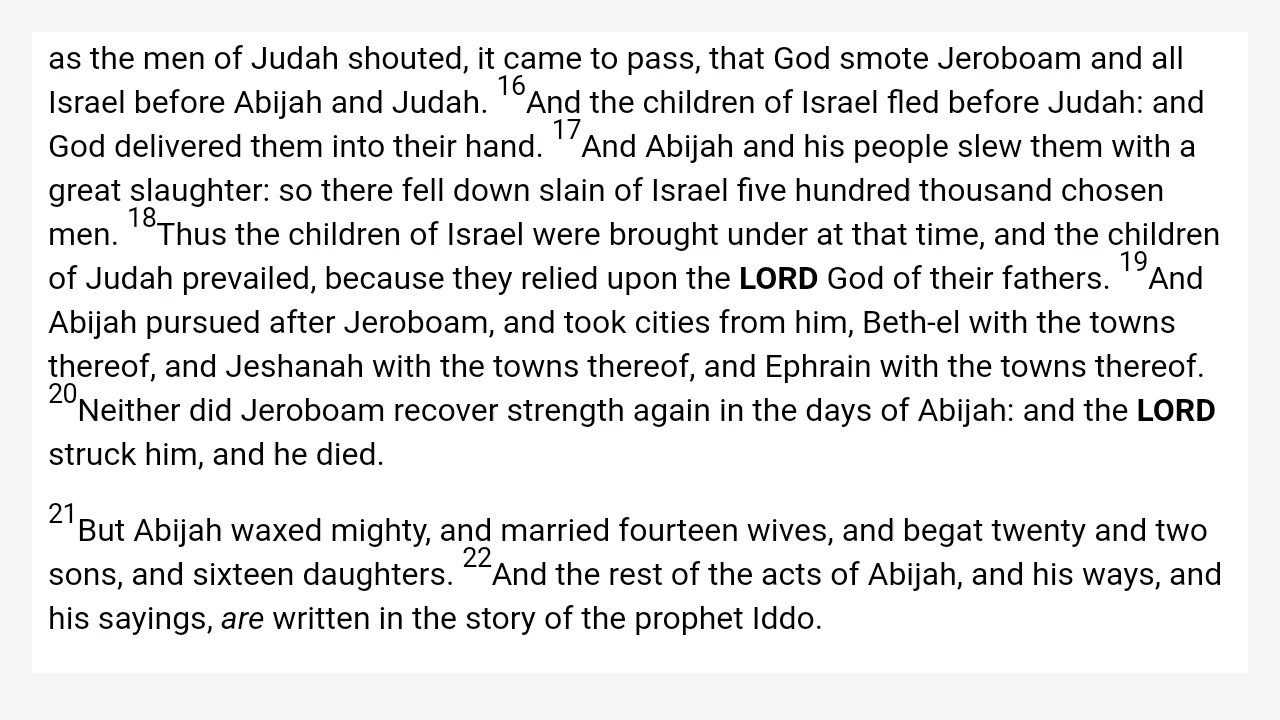 as the men of Judah shouted, it came to pass, that God smote Jeroboam and all
Israel before Abijah and Judah. 16And the children of Israel fled before Judah: and
God delivered them into their hand. 17And Abijah and his people slew them with a
great slaughter: so there fell down slain of Israel five hundred thousand chosen
men. 18Thus the children of Israel were brought under at that time, and the children
of Judah prevailed, because they relied upon the LORD God of their fathers. 19And
Abijah pursued after Jeroboam, and took cities from him, Beth-el with the towns
thereof, and Jeshanah with the towns thereof, and Ephrain with the towns thereof.
20Neither did Jeroboam recover strength again in the days of Abijah: and the LORD
struck him, and he died.
21But Abijah waxed mighty, and married fourteen wives, and begat twenty and two
sons, and sixteen daughters. 22And the rest of the acts of Abijah, and his ways, and
his sayings, are written in the story of the prophet Iddo.